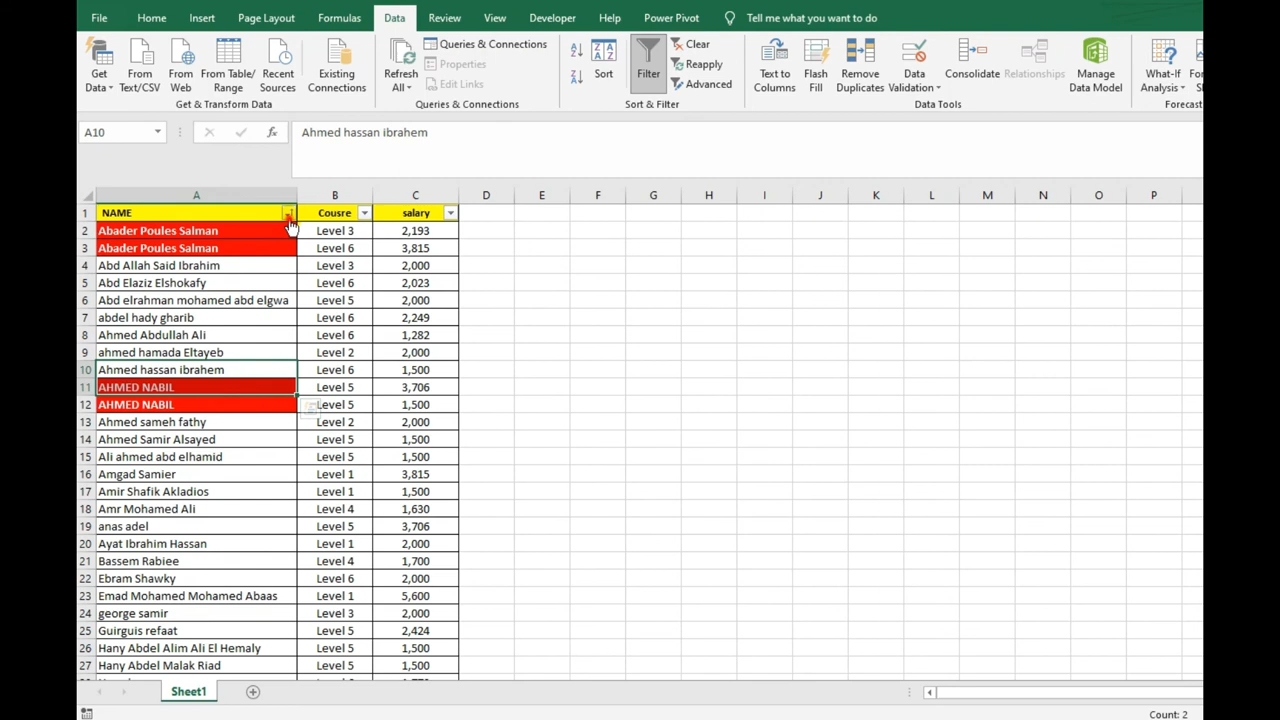 File Home Insert Page Layout Formulas Data Review View Developer Help Power Pivot Tell me what you want to do
Get Data
From Text/CSV
From Web
From Table/ Range
Recent Sources
Existing Connections
Get & Transform Data
Refresh All
Queries & Connections
Properties
Edit Links
Queries & Connections
Sort
Filter
Clear
Reapply
Advanced
Sort & Filter
Text to Columns
Flash Fill
Remove Duplicates
Data Validation
Consolidate
Relationships
Manage Data Model
Data Tools
What-If Analysis
Forecas
A10 fx Ahmed hassan ibrahem
A B C D E F G H I J K L M N O P
1 NAME Cousre salary
2 Abader Poules Salman Level 3 2,193
3 Abader Poules Salman Level 6 3,815
4 Abd Allah Said Ibrahim Level 3 2,000
5 Abd Elaziz Elshokafy Level 6 2,023
6 Abd elrahman mohamed abd elgwa Level 5 2,000
7 abdel hady gharib Level 6 2,249
8 Ahmed Abdullah Ali Level 6 1,282
9 ahmed hamada Eltayeb Level 2 2,000
10 Ahmed hassan ibrahem Level 6 1,500
11 AHMED NABIL Level 5 3,706
12 AHMED NABIL Level 5 1,500
13 Ahmed sameh fathy Level 2 2,000
14 Ahmed Samir Alsayed Level 5 1,500
15 Ali ahmed abd elhamid Level 5 1,500
16 Amgad Samier Level 1 3,815
17 Amir Shafik Akladios Level 1 1,500
18 Amr Mohamed Ali Level 4 1,630
19 anas adel Level 5 3,706
20 Ayat Ibrahim Hassan Level 1 2,000
21 Bassem Rabiee Level 4 1,700
22 Ebram Shawky Level 6 2,000
23 Emad Mohamed Mohamed Abaas Level 1 5,600
24 george samir Level 3 2,000
25 Guirguis refaat Level 5 2,424
26 Hany Abdel Alim Ali El Hemaly Level 5 1,500
27 Hany Abdel Malak Riad Level 5 1,500
Sheet1
Count: 2